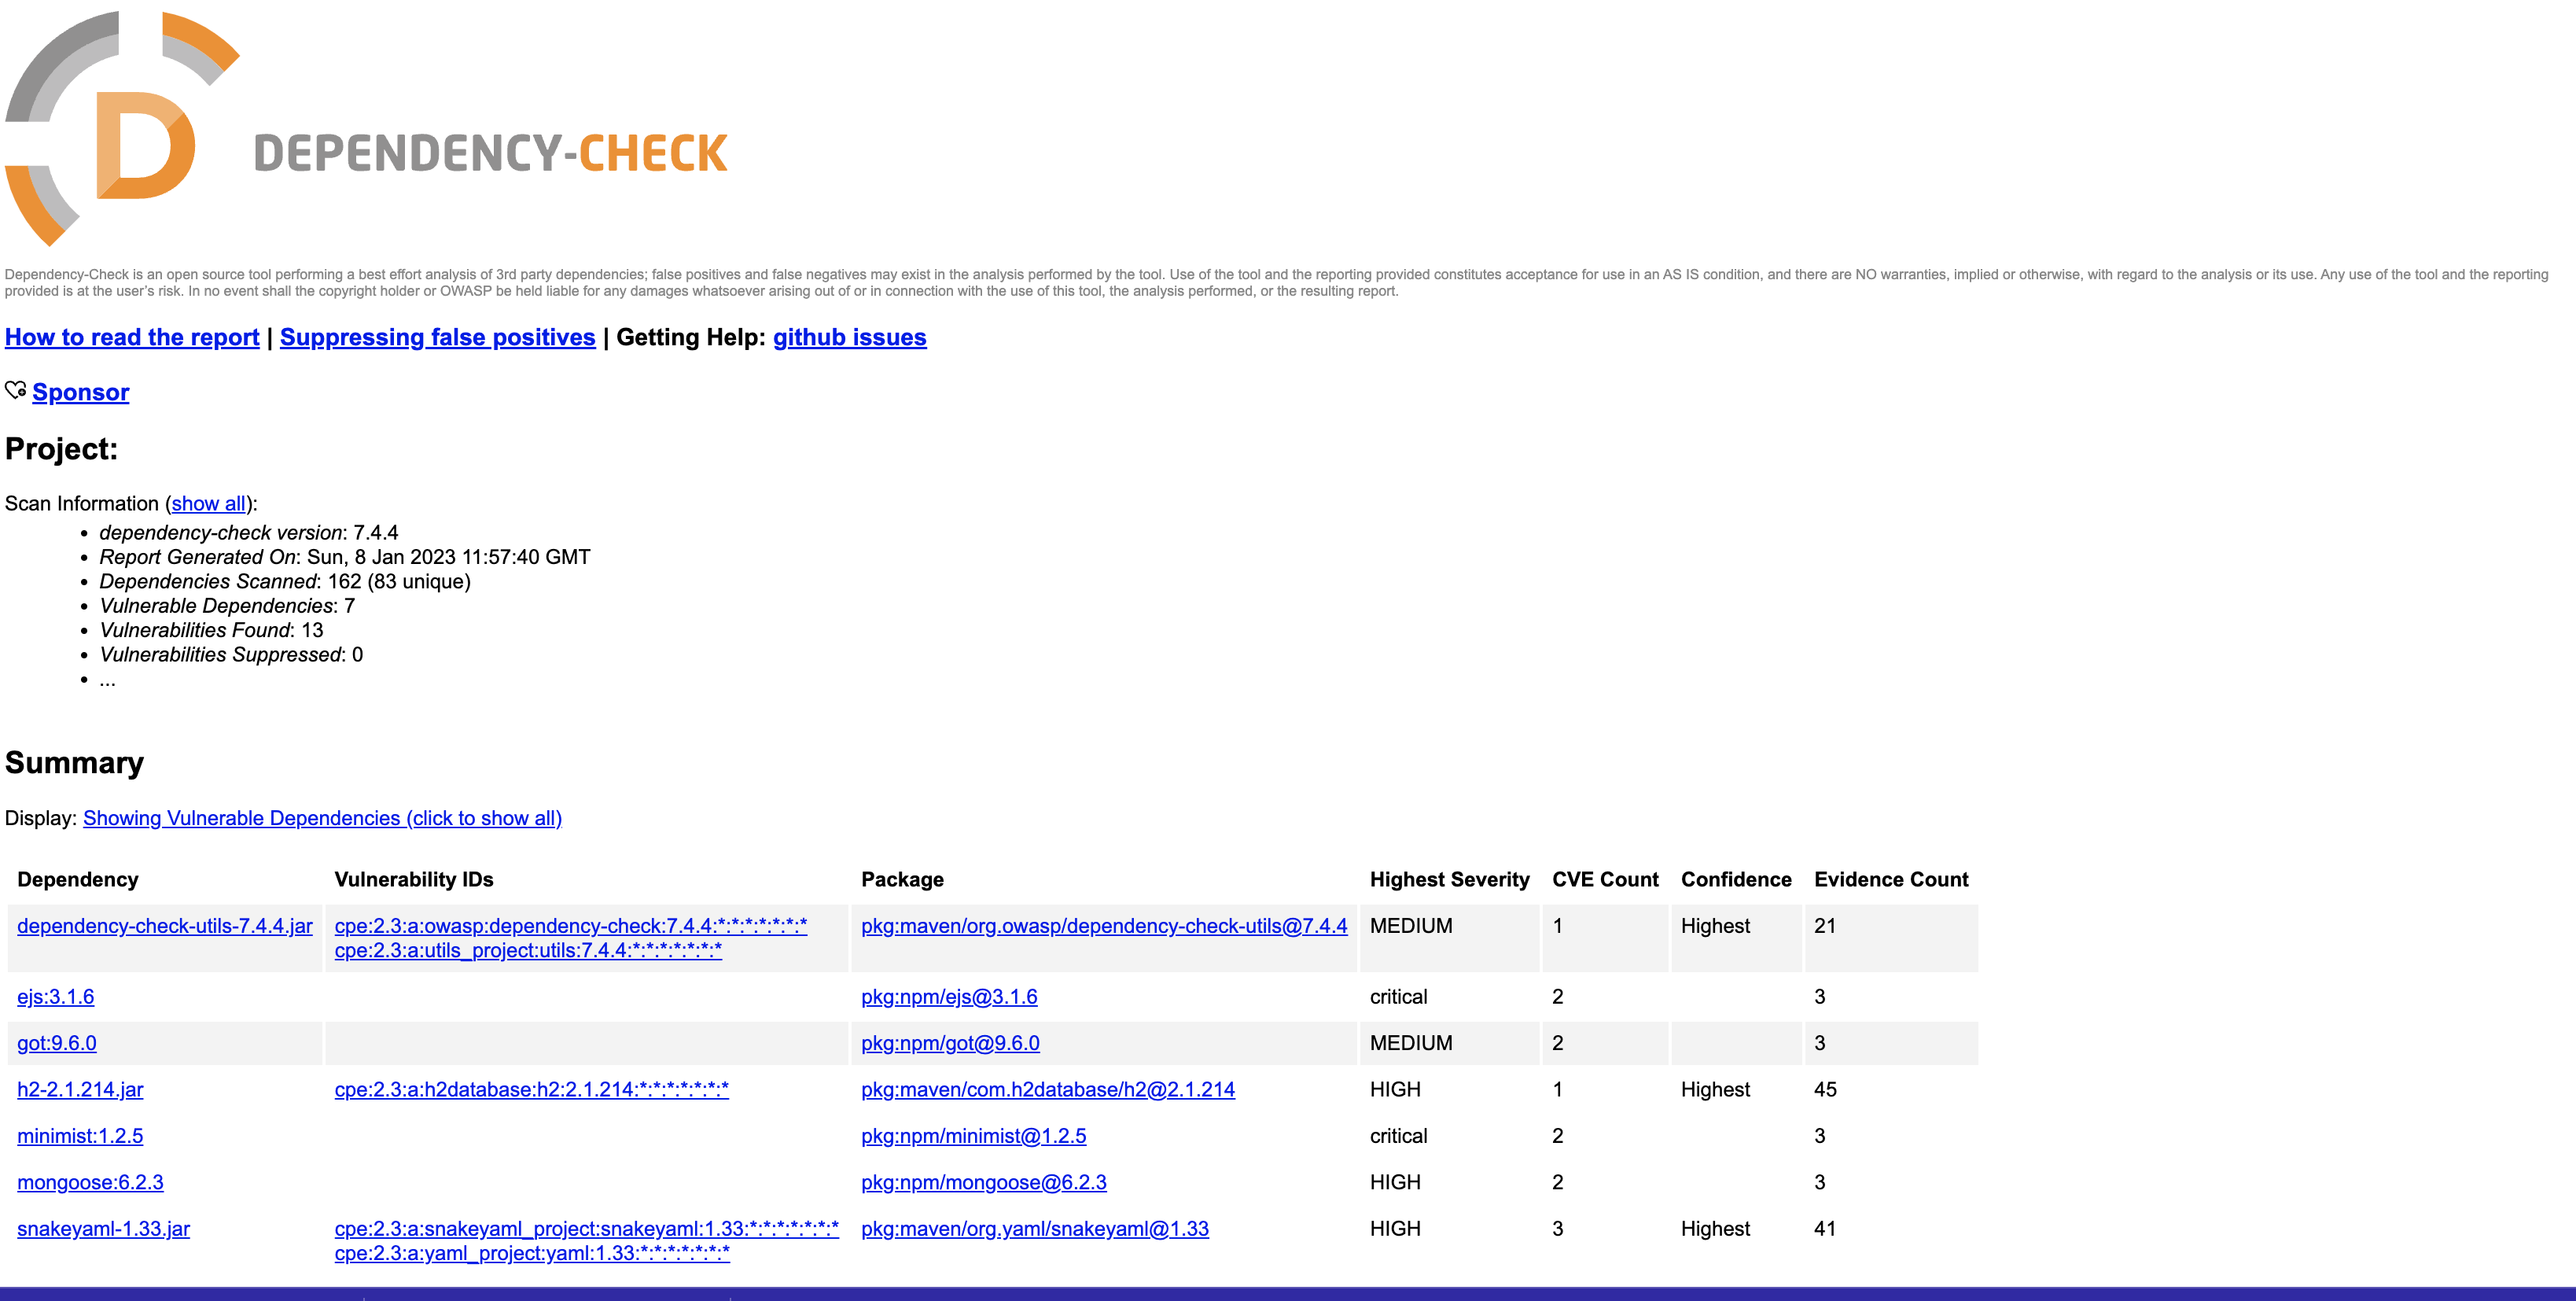 D
DEPENDENCY-CHECK
Dependency-Check is an open source tool performing a best effort analysis of 3rd party dependencies; false positives and false negatives may exist in the analysis performed by the tool. Use of the tool and the reporting provided constitutes acceptance for use in an AS IS condition, and there are NO warranties, implied or otherwise, with regard to the analysis or its use. Any use of the tool and the reporting
provided is at the user's risk. In no event shall the copyright holder or OWASP be held liable for any damages whatsoever arising out of or in connection with the use of this tool, the analysis performed, or the resulting report.
How to read the report | Suppressing false positives | Getting Help: github issues
Sponsor
Project:
Scan Information (show all):
• dependency-check version: 7.4.4
• Report Generated On: Sun, 8 Jan 2023 11:57:40 GMT
• Dependencies Scanned: 162 (83 unique)
• Vulnerable Dependencies: 7
• Vulnerabilities Found: 13
• Vulnerabilities Suppressed: 0
• ...
Summary
Display: Showing Vulnerable Dependencies (click to show all)
Dependency Vulnerability IDs Package Highest Severity CVE Count Confidence Evidence Count
dependency-check-utils-7.4.4.jar cpe:2.3:a:owasp:dependency-check:7.4.4:*:*:*:*:*:*:* pkg:maven/org.owasp/dependency-check-utils@7.4.4 MEDIUM 1 Highest 21
cpe:2.3:a:utils_project:utils:7.4.4:*:*:*:*:*:*:*
ejs:3.1.6 pkg:npm/ejs@3.1.6 critical 2 3
got:9.6.0 pkg:npm/got@9.6.0 MEDIUM 2 3
h2-2.1.214.jar cpe:2.3:a:h2database:h2:2.1.214:*:*:*:*:*:*:* pkg:maven/com.h2database/h2@2.1.214 HIGH 1 Highest 45
minimist:1.2.5 pkg:npm/minimist@1.2.5 critical 2 3
mongoose:6.2.3 pkg:npm/mongoose@6.2.3 HIGH 2 3
snakeyaml-1.33.jar cpe:2.3:a:snakeyaml_project:snakeyaml:1.33:*:*:*:*:*:*:* pkg:maven/org.yaml/snakeyaml@1.33 HIGH 3 Highest 41
cpe:2.3:a:yaml_project:yaml:1.33:*:*:*:*:*:*:*